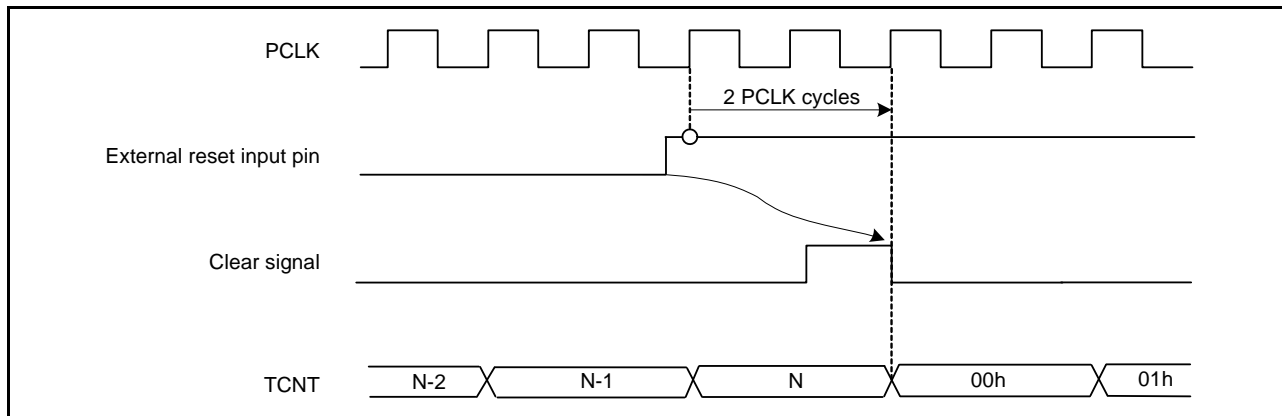 PCLK
2 PCLK cycles
External reset input pin
Clear signal
TCNT
N-2 N-1 N 00h 01h